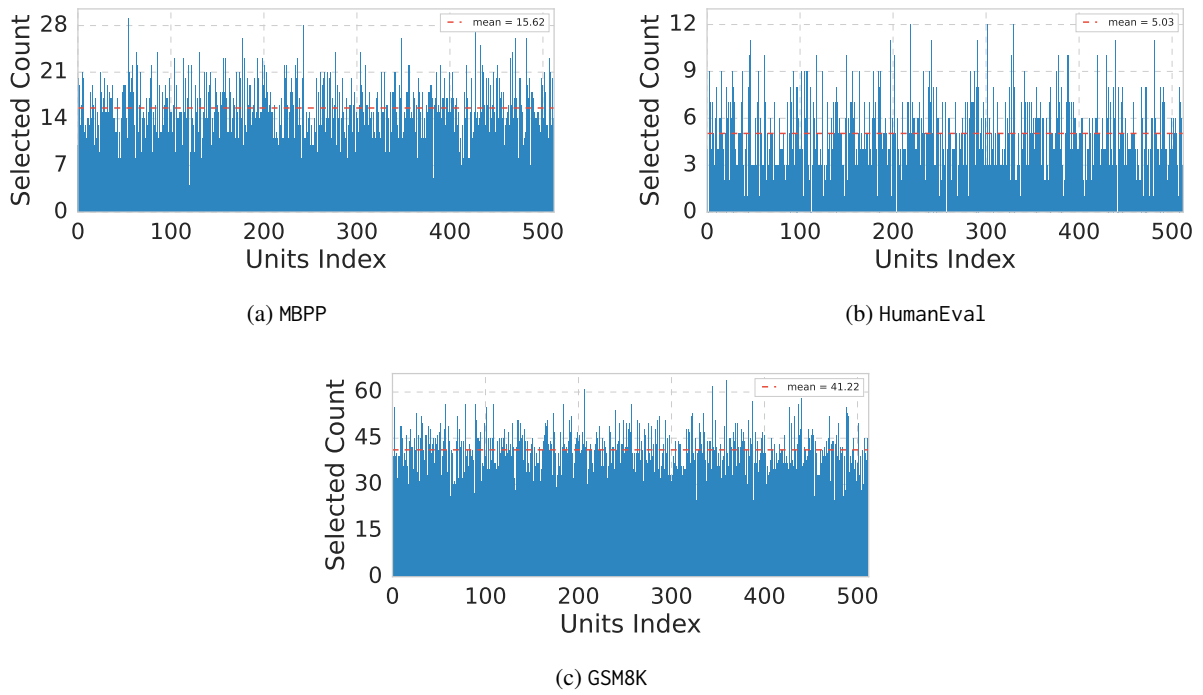 Selected Count
28
21
14
7
0
mean = 15.62
0 100 200 300 400 500
Units Index
(a) MBPP
Selected Count
12
9
6
3
0
mean = 5.03
0 100 200 300 400 500
Units Index
(b) HumanEval
Selected Count
60
45
30
15
0
mean = 41.22
0 100 200 300 400 500
Units Index
(c) GSM8K